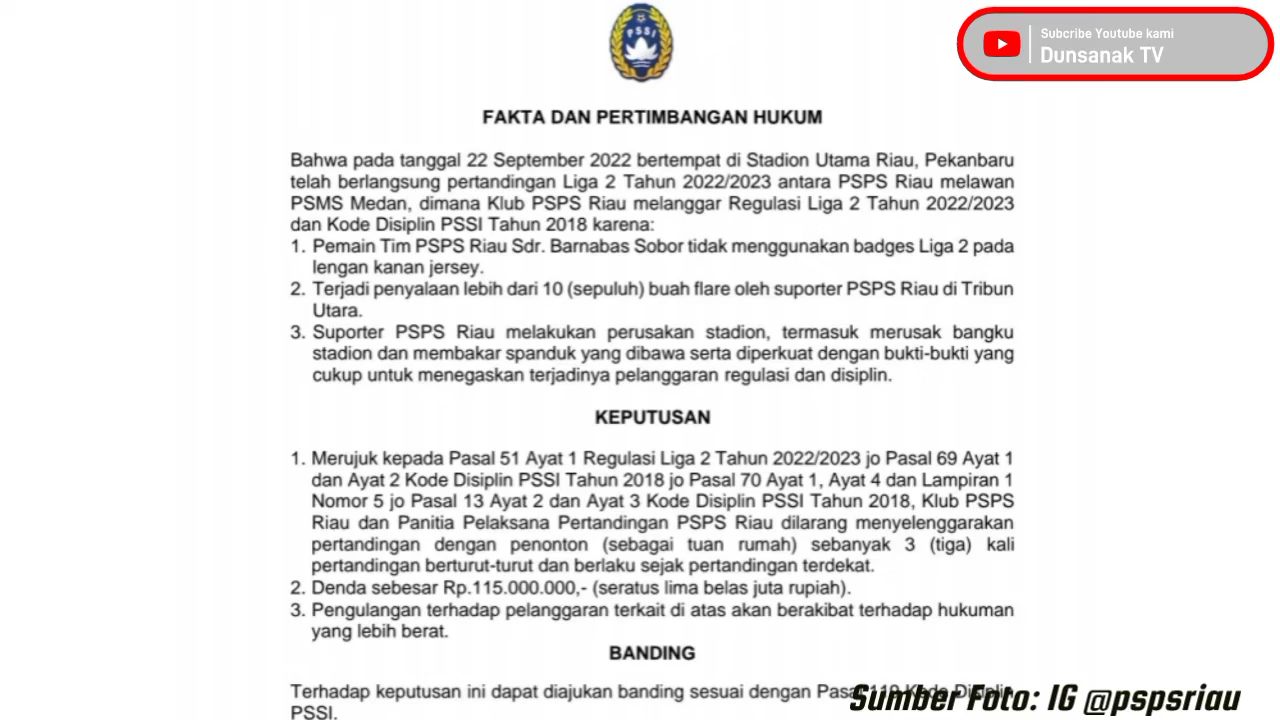 PSSI
Subcribe Youtube kami
Dunsanak TV
FAKTA DAN PERTIMBANGAN HUKUM
Bahwa pada tanggal 22 September 2022 bertempat di Stadion Utama Riau, Pekanbaru
telah berlangsung pertandingan Liga 2 Tahun 2022/2023 antara PSPS Riau melawan
PSMS Medan, dimana Klub PSPS Riau melanggar Regulasi Liga 2 Tahun 2022/2023
dan Kode Disiplin PSSI Tahun 2018 karena:
1. Pemain Tim PSPS Riau Sdr. Barnabas Sobor tidak menggunakan badges Liga 2 pada
lengan kanan jersey.
2. Terjadi penyalaan lebih dari 10 (sepuluh) buah flare oleh suporter PSPS Riau di Tribun
Utara.
3. Suporter PSPS Riau melakukan perusakan stadion, termasuk merusak bangku
stadion dan membakar spanduk yang dibawa serta diperkuat dengan bukti-bukti yang
cukup untuk menegaskan terjadinya pelanggaran regulasi dan disiplin.
KEPUTUSAN
1. Merujuk kepada Pasal 51 Ayat 1 Regulasi Liga 2 Tahun 2022/2023 jo Pasal 69 Ayat 1
dan Ayat 2 Kode Disiplin PSSI Tahun 2018 jo Pasal 70 Ayat 1, Ayat 4 dan Lampiran 1
Nomor 5 jo Pasal 13 Ayat 2 dan Ayat 3 Kode Disiplin PSSI Tahun 2018, Klub PSPS
Riau dan Panitia Pelaksana Pertandingan PSPS Riau dilarang menyelenggarakan
pertandingan dengan penonton (sebagai tuan rumah) sebanyak 3 (tiga) kali
pertandingan berturut-turut dan berlaku sejak pertandingan terdekat.
2. Denda sebesar Rp.115.000.000,- (seratus lima belas juta rupiah).
3. Pengulangan terhadap pelanggaran terkait di atas akan berakibat terhadap hukuman
yang lebih berat.
BANDING
Terhadap keputusan ini dapat diajukan banding sesuai dengan Pasal Kode Disiplin
PSSI.
Sumber Foto: IG @pspsriau